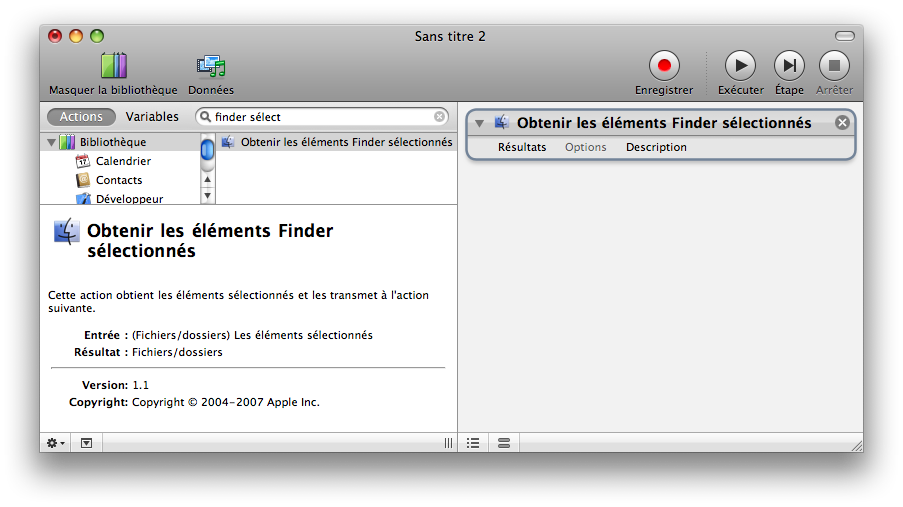 Sans titre 2
Masquer la bibliothèque
Données
Enregistrer
Exécuter
Étape
Arrêter
Actions
Variables
finder sélect
Bibliothèque
Calendrier
Contacts
Développeur
Obtenir les éléments Finder sélectionnés
Obtenir les éléments Finder
sélectionnés
Cette action obtient les éléments sélectionnés et les transmet à l'action
suivante.
Entrée : (Fichiers/dossiers) Les éléments sélectionnés
Résultat : Fichiers/dossiers
Version: 1.1
Copyright: Copyright © 2004-2007 Apple Inc.
Obtenir les éléments Finder sélectionnés
Résultats Options Description